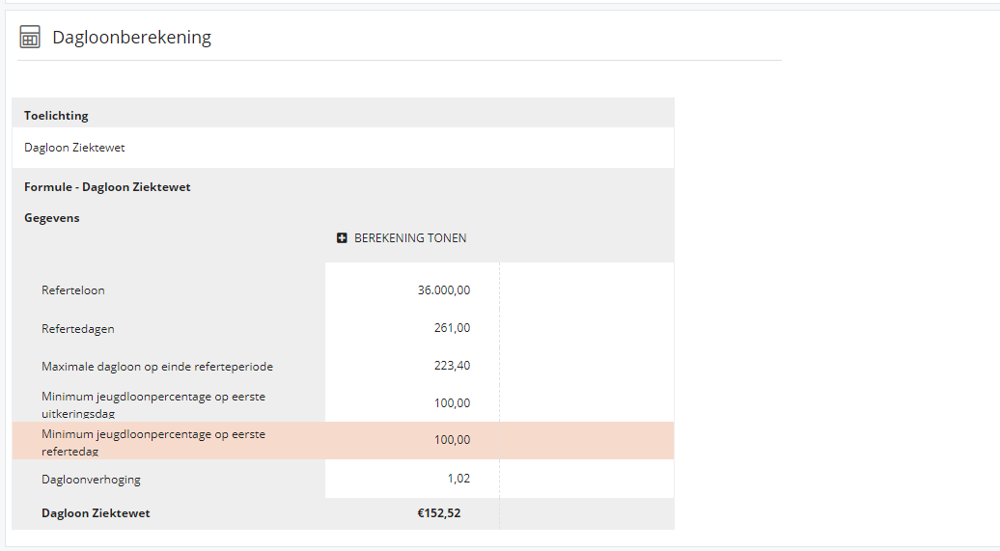 Dagloonberekening
Toelichting
Dagloon Ziektewet
Formule - Dagloon Ziektewet
Gegevens
BEREKENING TONEN
Referteloon 36.000,00
Refertedagen 261,00
Maximale dagloon op einde referteperiode 223,40
Minimum jeugdloonpercentage op eerste
uitkeringsdag 100,00
Minimum jeugdloonpercentage op eerste
refertedag 100,00
Dagloonverhoging 1,02
Dagloon Ziektewet €152,52